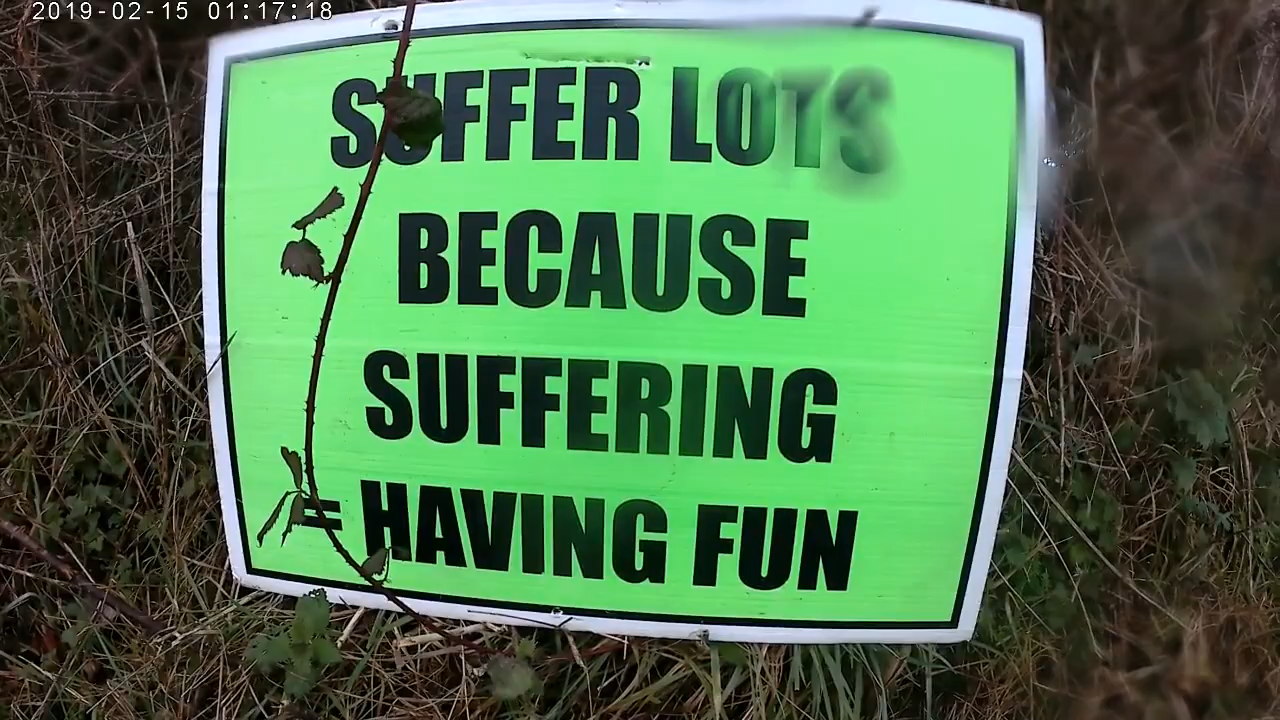 2019-02-15 01:17:18
SUFFER LOTS
BECAUSE
SUFFERING
= HAVING FUN